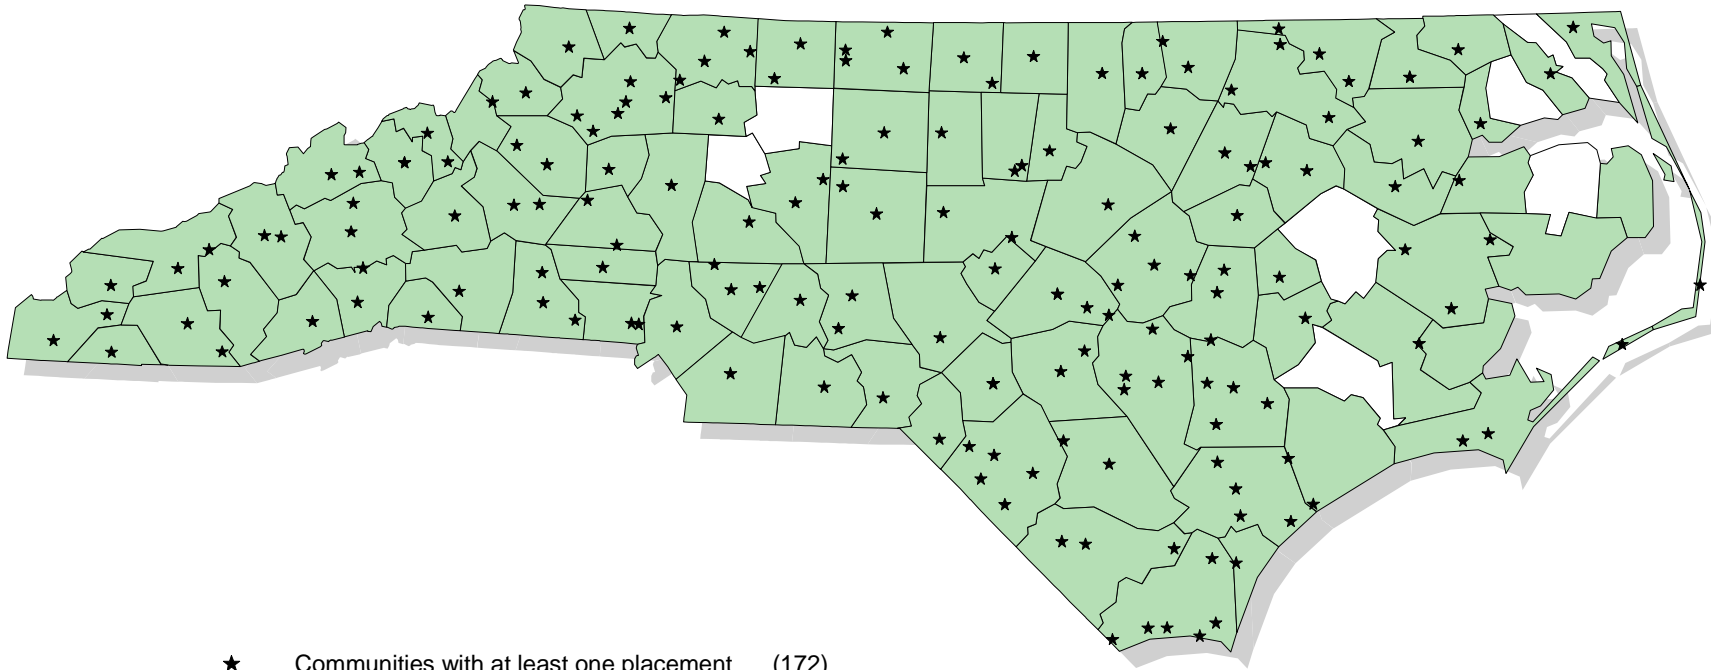 ★ Communities with at least one placement (172)